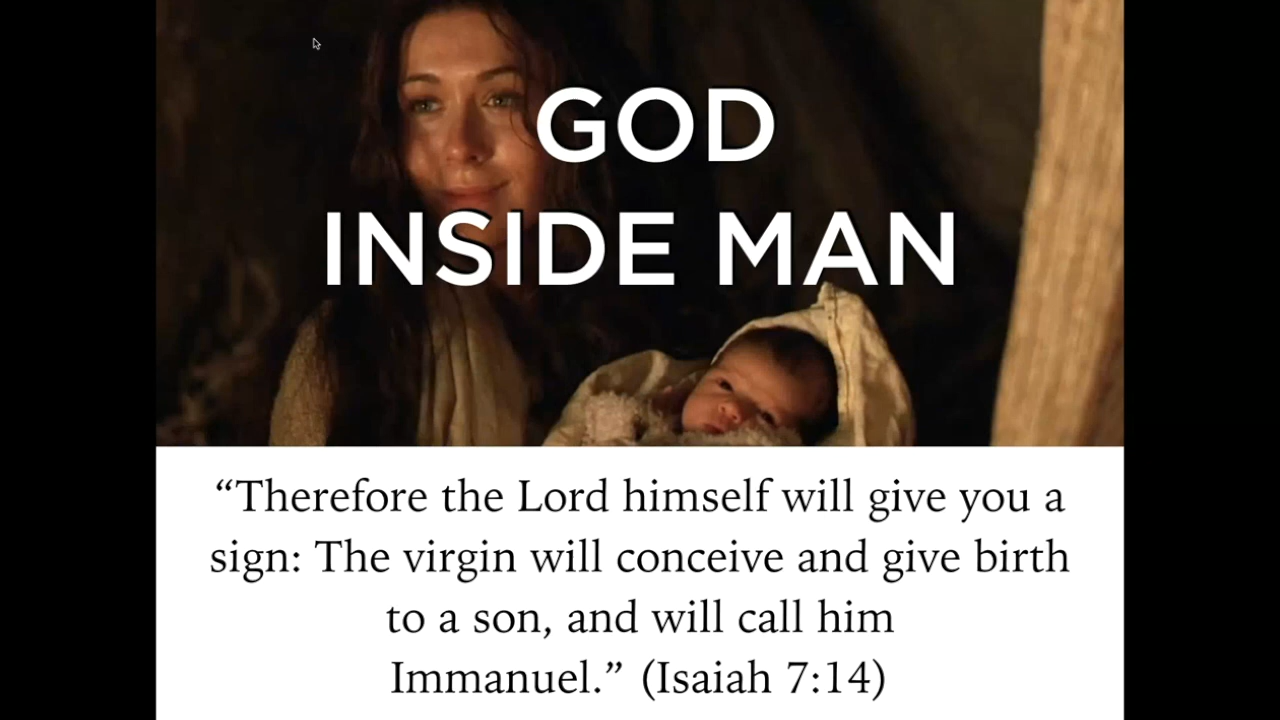 GOD
INSIDE MAN
“Therefore the Lord himself will give you a
sign: The virgin will conceive and give birth
to a son, and will call him
Immanuel.” (Isaiah 7:14)